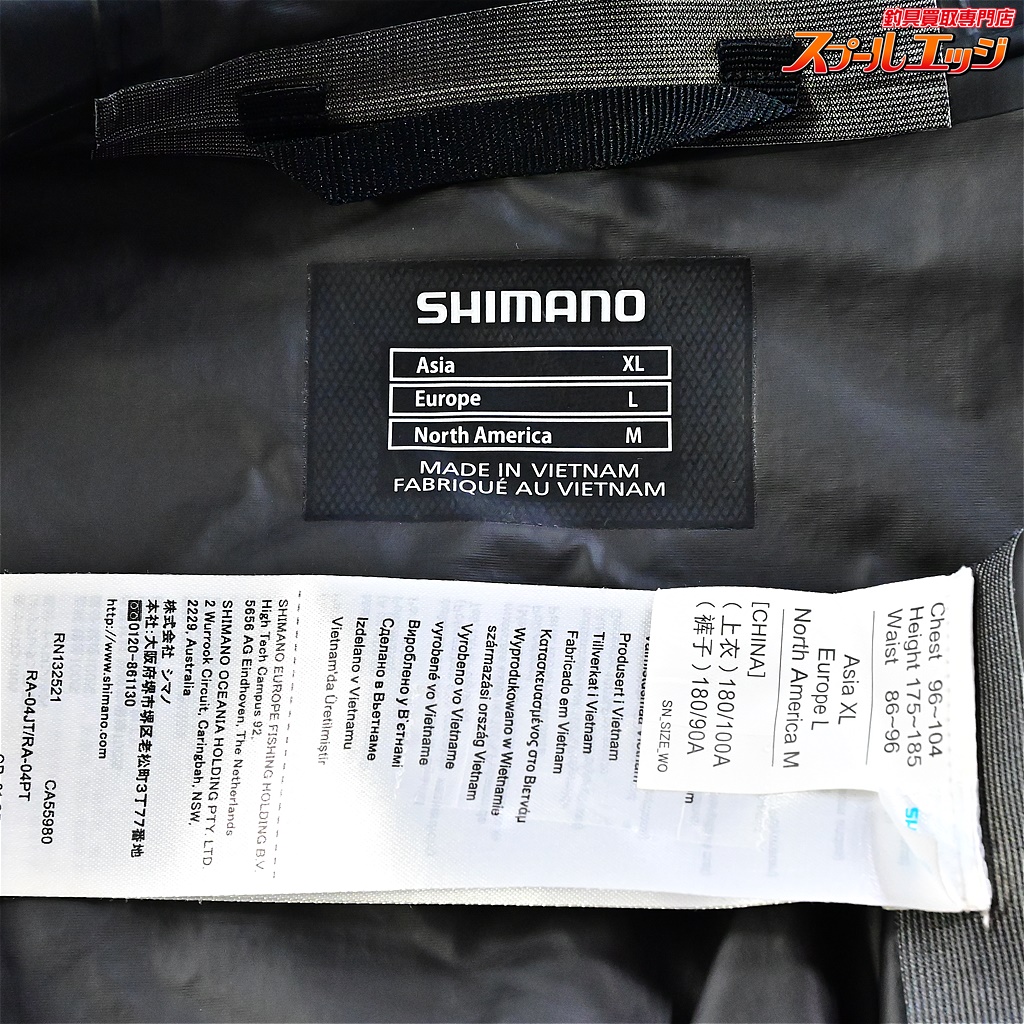 釣具買取専門店
スプールエッジ
SHIMANO
Asia XL
Europe L
North America M
MADE IN VIETNAM
FABRIQUÉ AU VIETNAM
Chest 96~104
Height 175~185
Waist 86~96
Asia XL
Europe L
North America M
[CHINA]
(上衣) 180/100A
(裤子) 180/90A
SN_SIZE_WO
Produsert i Vietnam
Tillverkat i Vietnam
Fabricado em Vietnam
Κατασκευασμένος στο Βιετνάμ
Wyprodukowano w Wietnamie
származási ország Vietnam
Vyrobeno ve Vietname
vyrobené vo Vietname
Вироблено у В'єтнамі
Сделано в Вьетнаме
Izdelano v Vietnamu
Vietnam'da Üretilmiştir
SHIMANO EUROPE FISHING HOLDING B.V.
High Tech Campus 92,
5656 AG Eindhoven, The Netherlands
SHIMANO OCEANIA HOLDING PTY. LTD.
2 Wurrook Circuit, Caringbah, NSW,
2229, Australia
株式会社 シマノ
本社:大阪府堺市堺区老松町3丁77番地
0120-861130
http://www.shimano.com
RN132521
CA55980
RA-04JT/RA-04PT